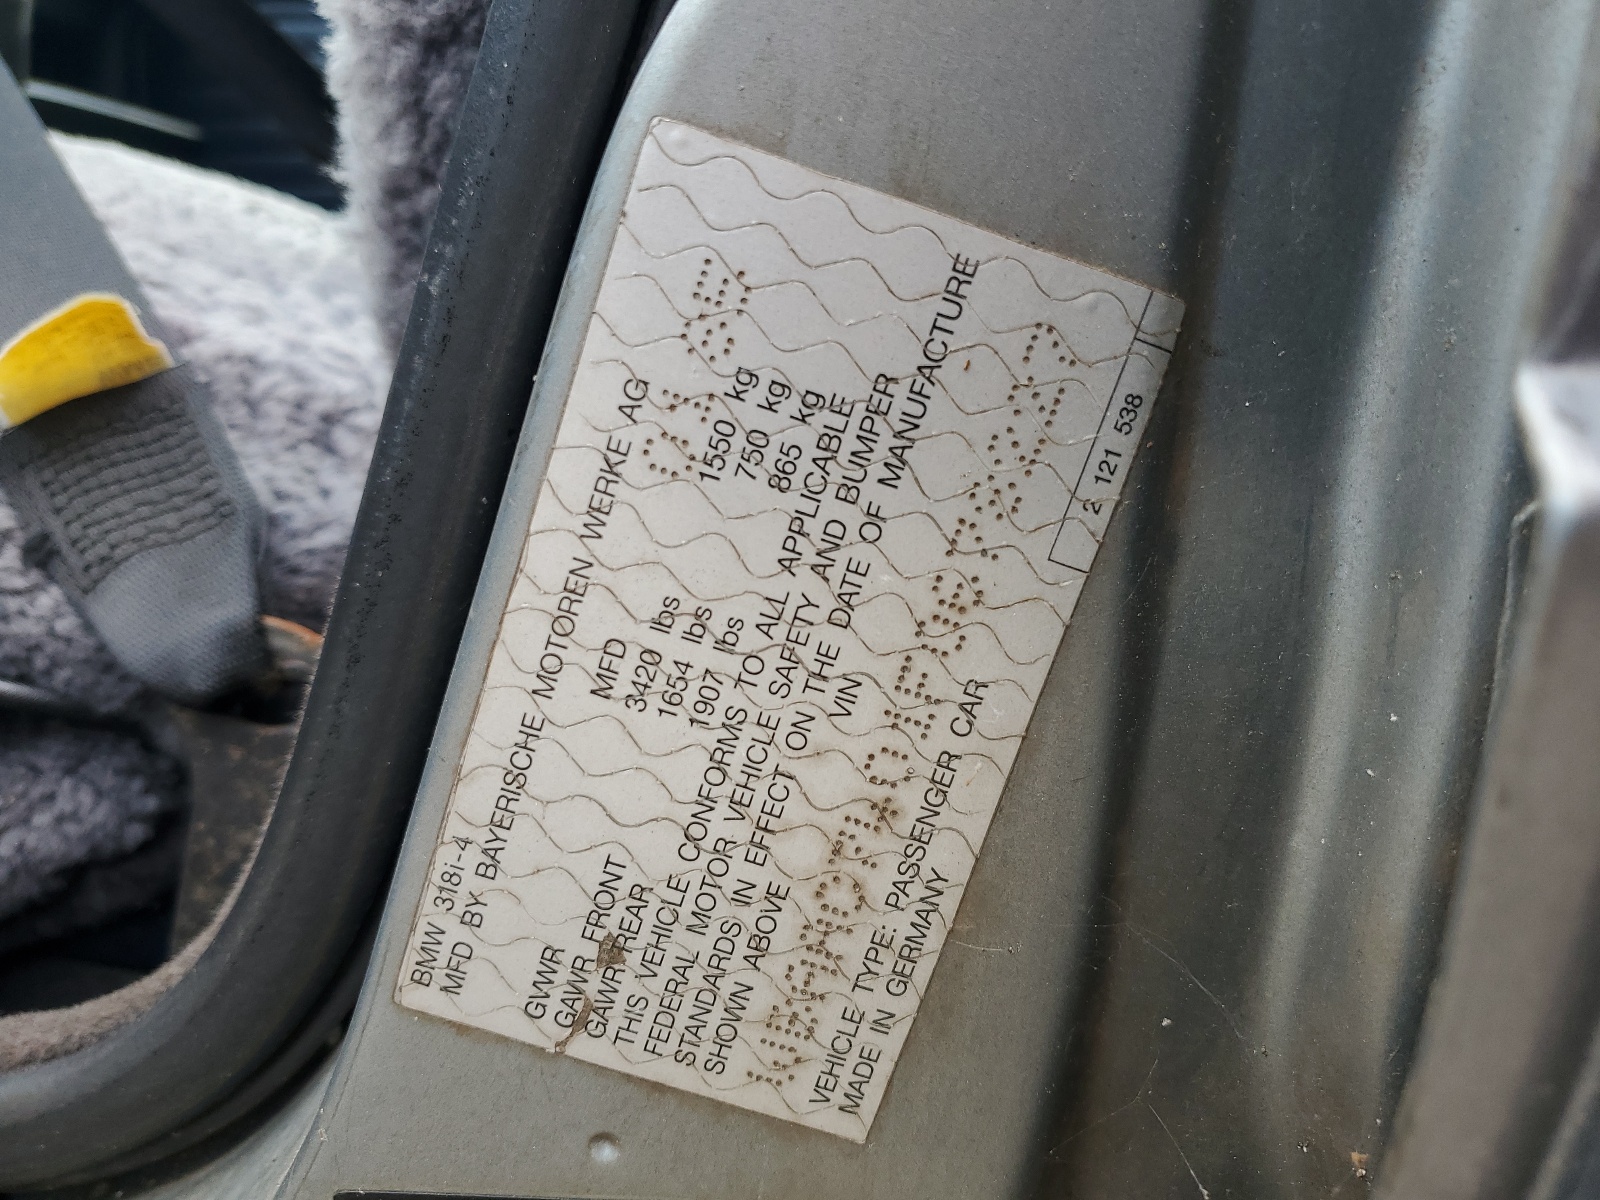 BMW 318i-4
MFD BY BAYERISCHE MOTOREN WERKE AG
MFD
GVWR 3420 lbs 1550 kg
GAWR FRONT 1654 lbs 750 kg
GAWR REAR 1907 lbs 865 kg
THIS VEHICLE CONFORMS TO ALL APPLICABLE
FEDERAL MOTOR VEHICLE SAFETY AND BUMPER
STANDARDS IN EFFECT ON THE DATE OF MANUFACTURE
SHOWN ABOVE VIN
VEHICLE TYPE: PASSENGER CAR
MADE IN GERMANY
2 121 538